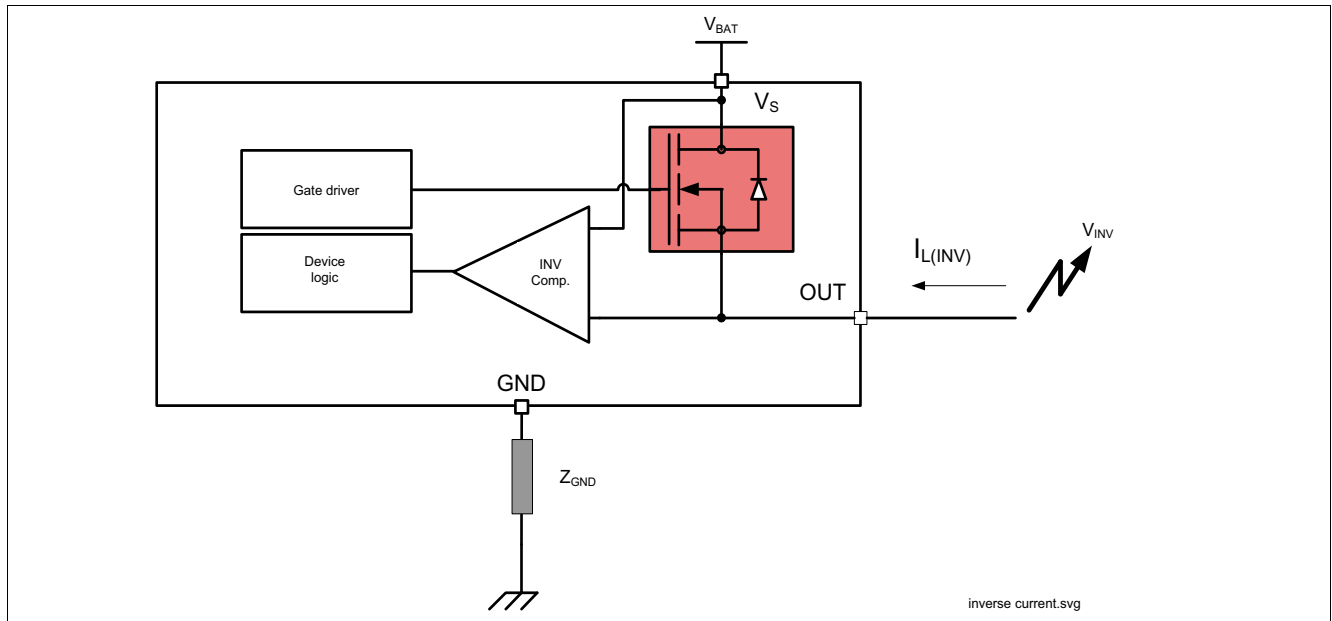 V_BAT
V_S
Gate driver
Device
logic
INV
Comp.
OUT
I_L(INV)
V_INV
GND
Z_GND
inverse current.svg